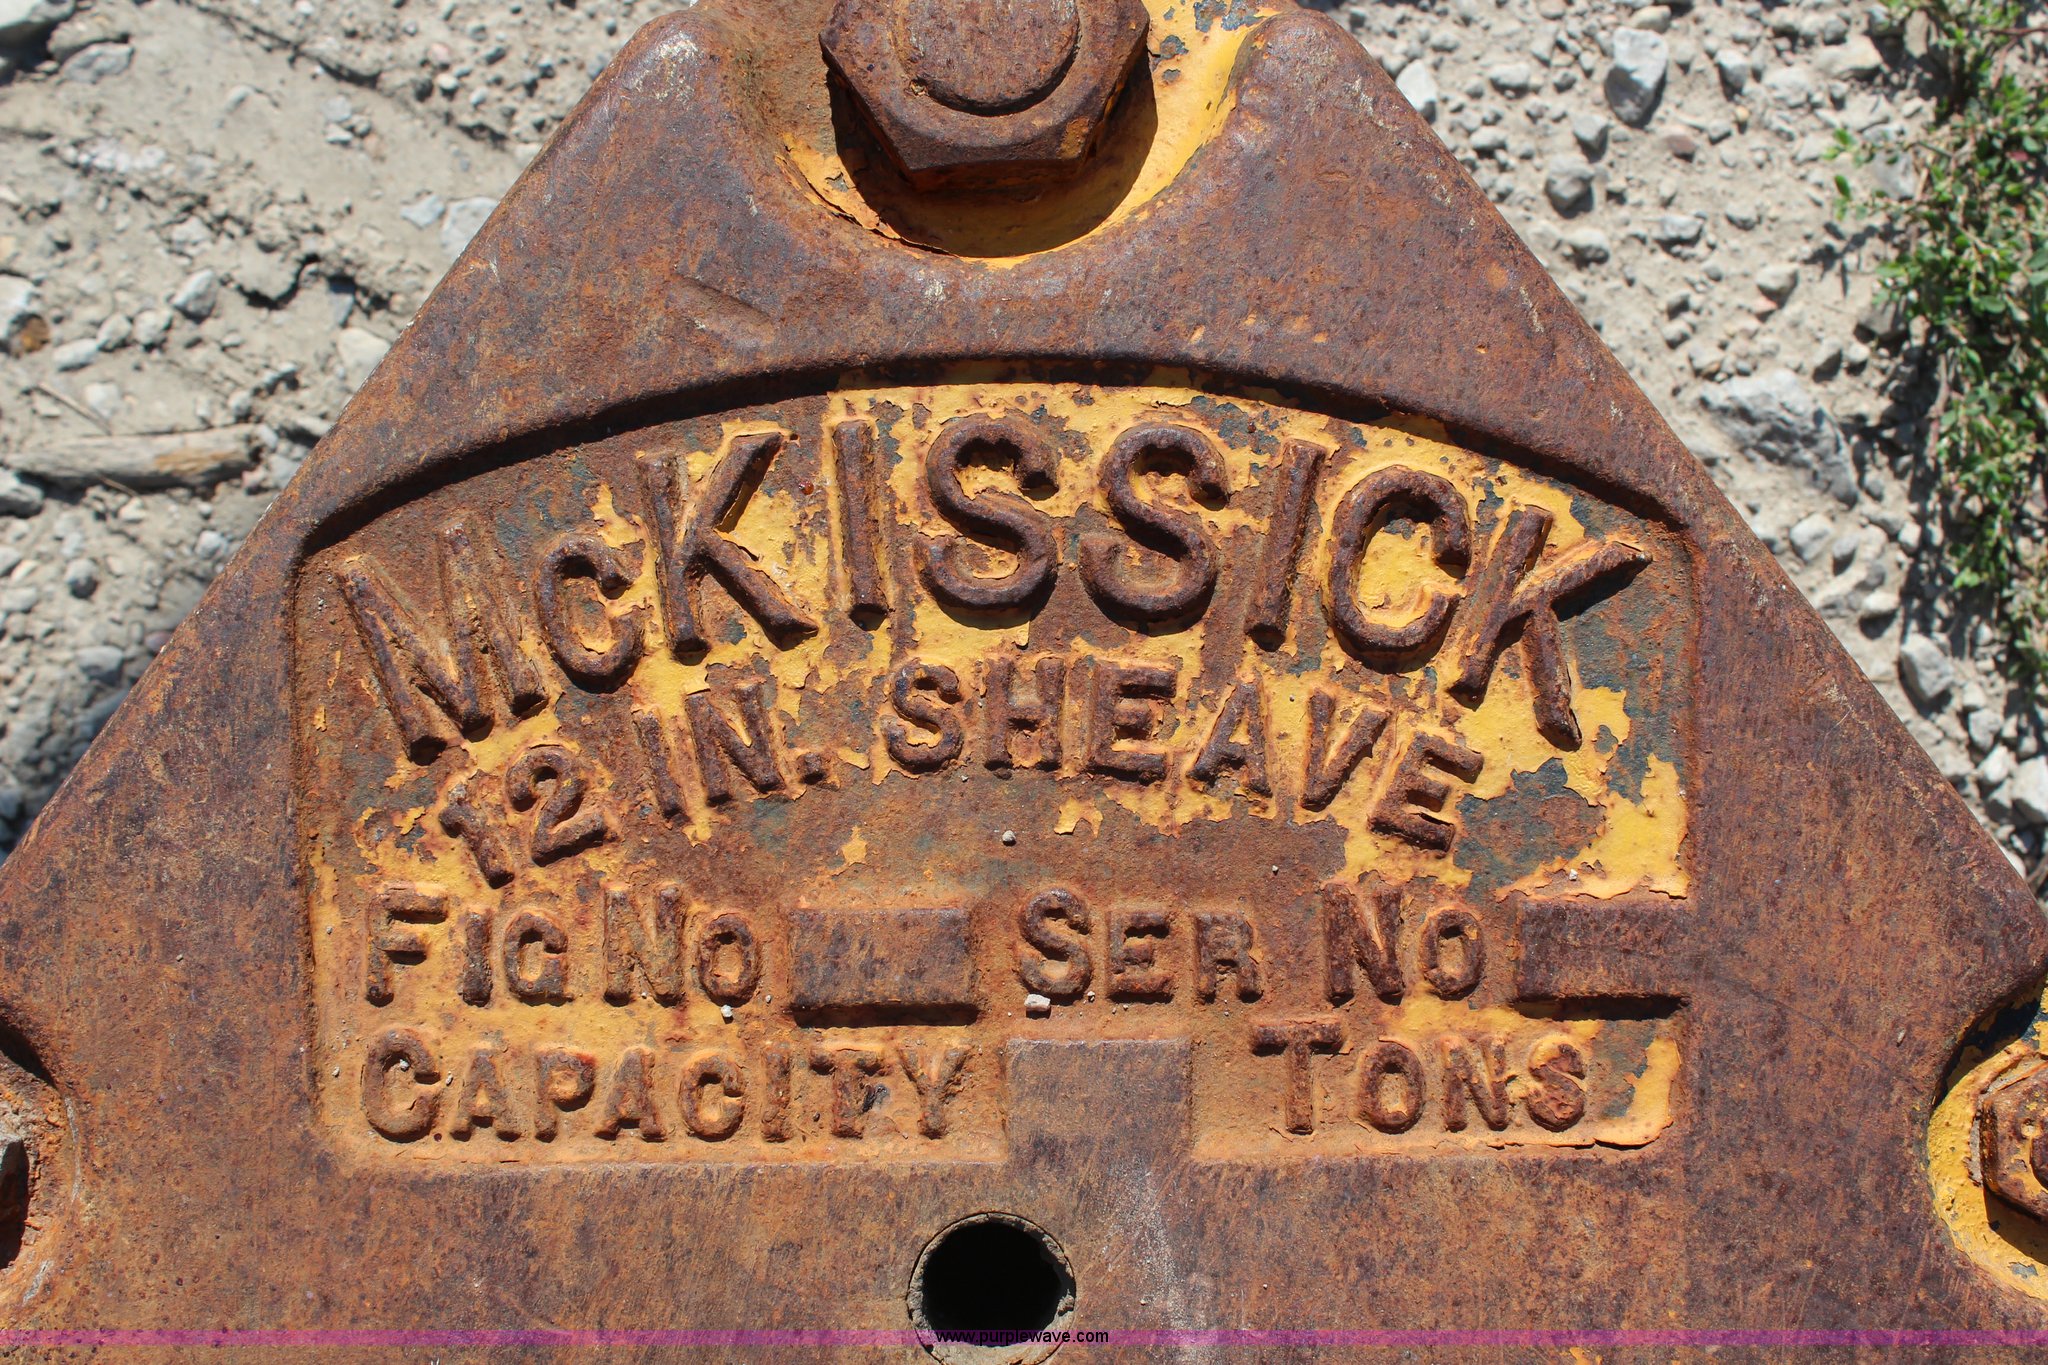 McKISSICK
12 IN. SHEAVE
FIG NO SER NO
CAPACITY TONS
www.purplewave.com